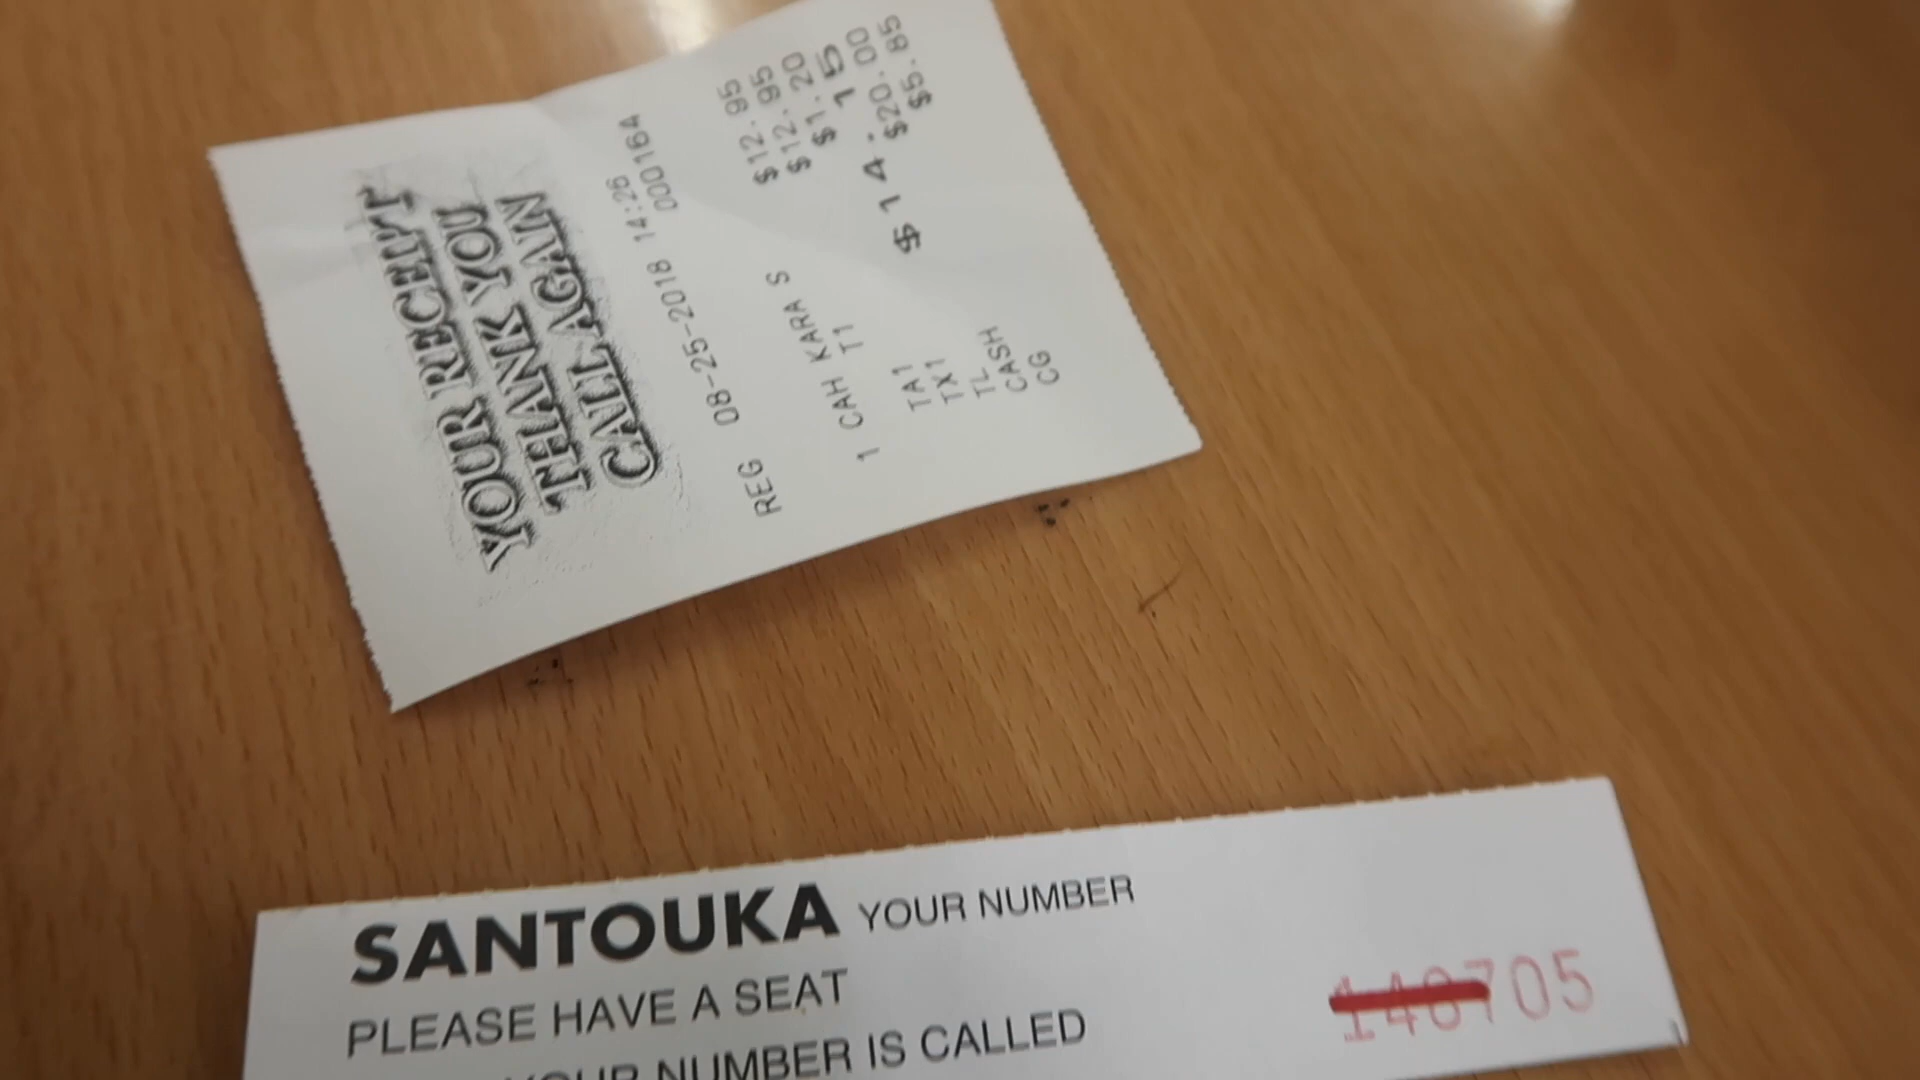 YOUR RECEIPT
THANK YOU
CALL AGAIN
REG 08-25-2018 14:26
000164
1 CAH KARA S
T1 $12.95
TA1 $12.95
TX1 $1.20
TL $14.15
CASH $20.00
CG $5.85
SANTOUKA YOUR NUMBER
PLEASE HAVE A SEAT
YOUR NUMBER IS CALLED
705